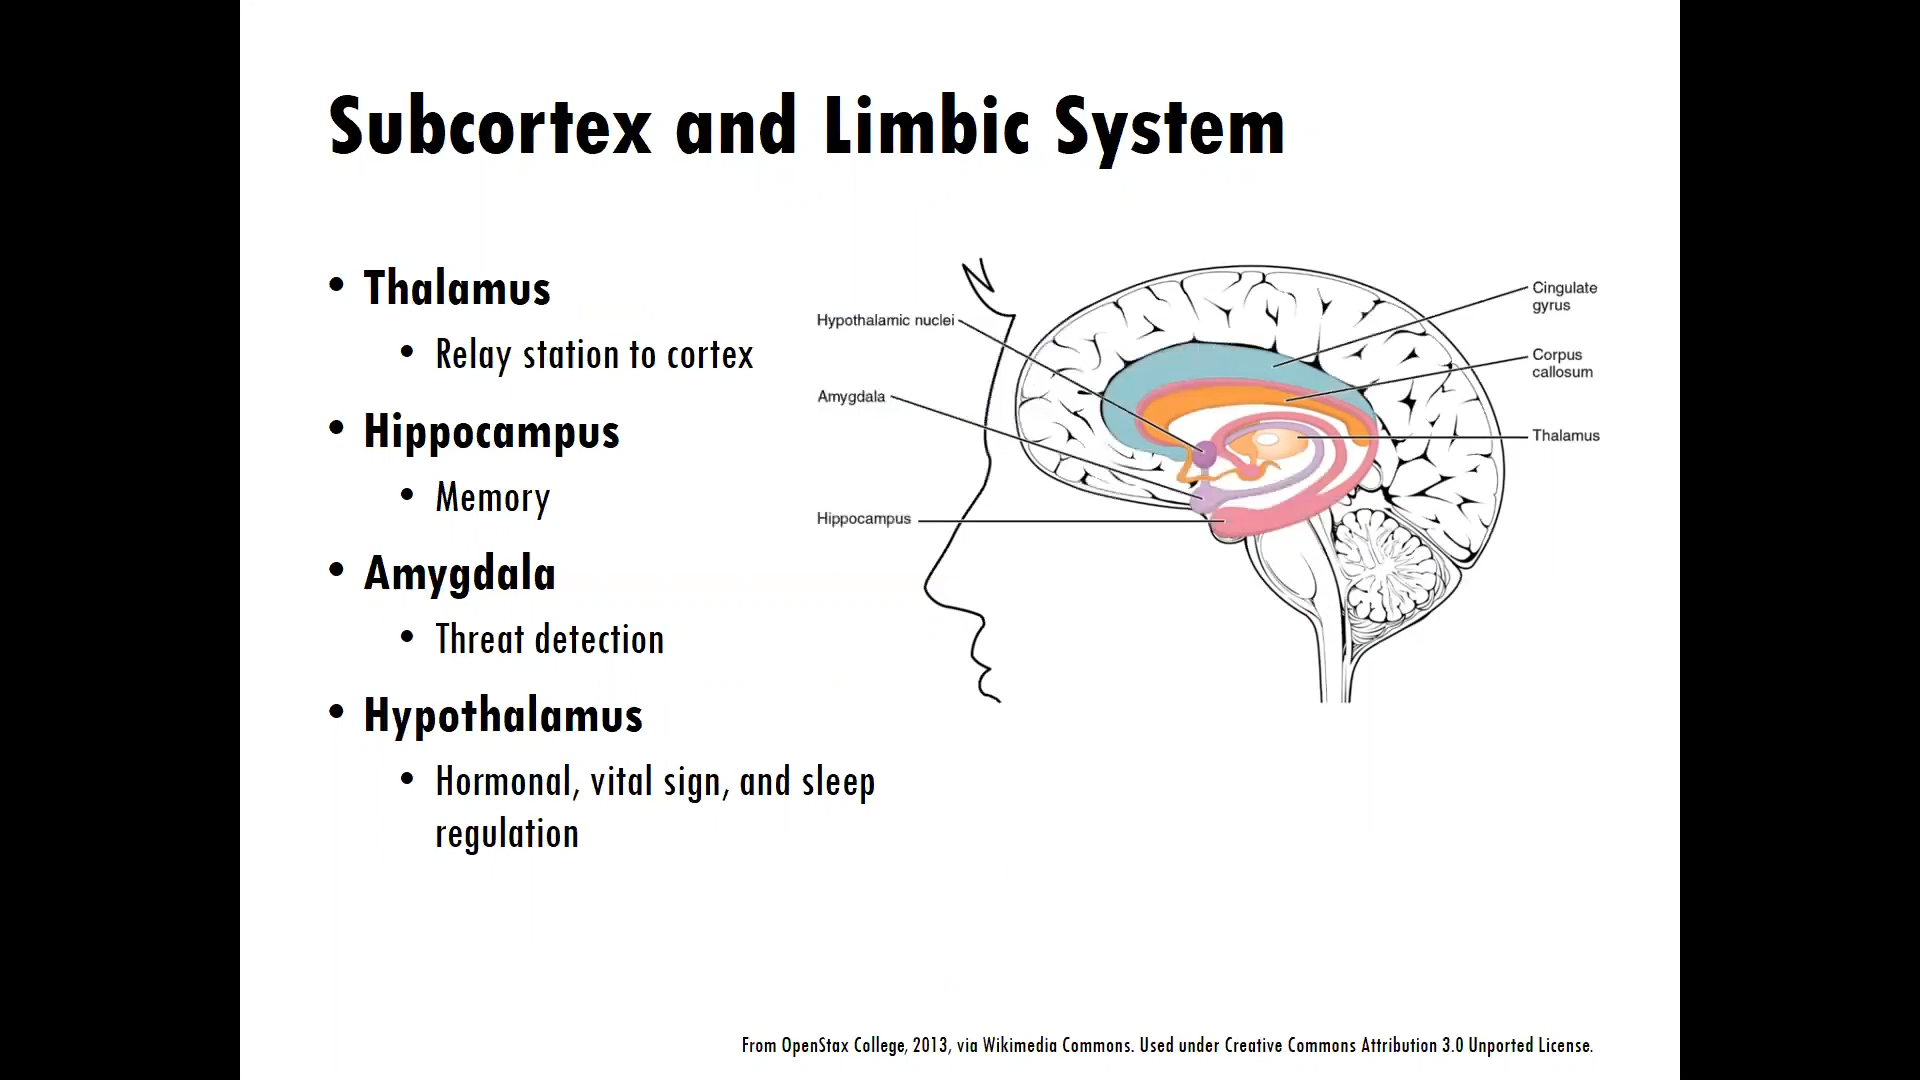 Subcortex and Limbic System
• Thalamus
• Relay station to cortex
• Hippocampus
• Memory
• Amygdala
• Threat detection
• Hypothalamus
• Hormonal, vital sign, and sleep
regulation
Hypothalamic nuclei
Amygdala
Hippocampus
Cingulate
gyrus
Corpus
callosum
Thalamus
From OpenStax College, 2013, via Wikimedia Commons. Used under Creative Commons Attribution 3.0 Unported License.